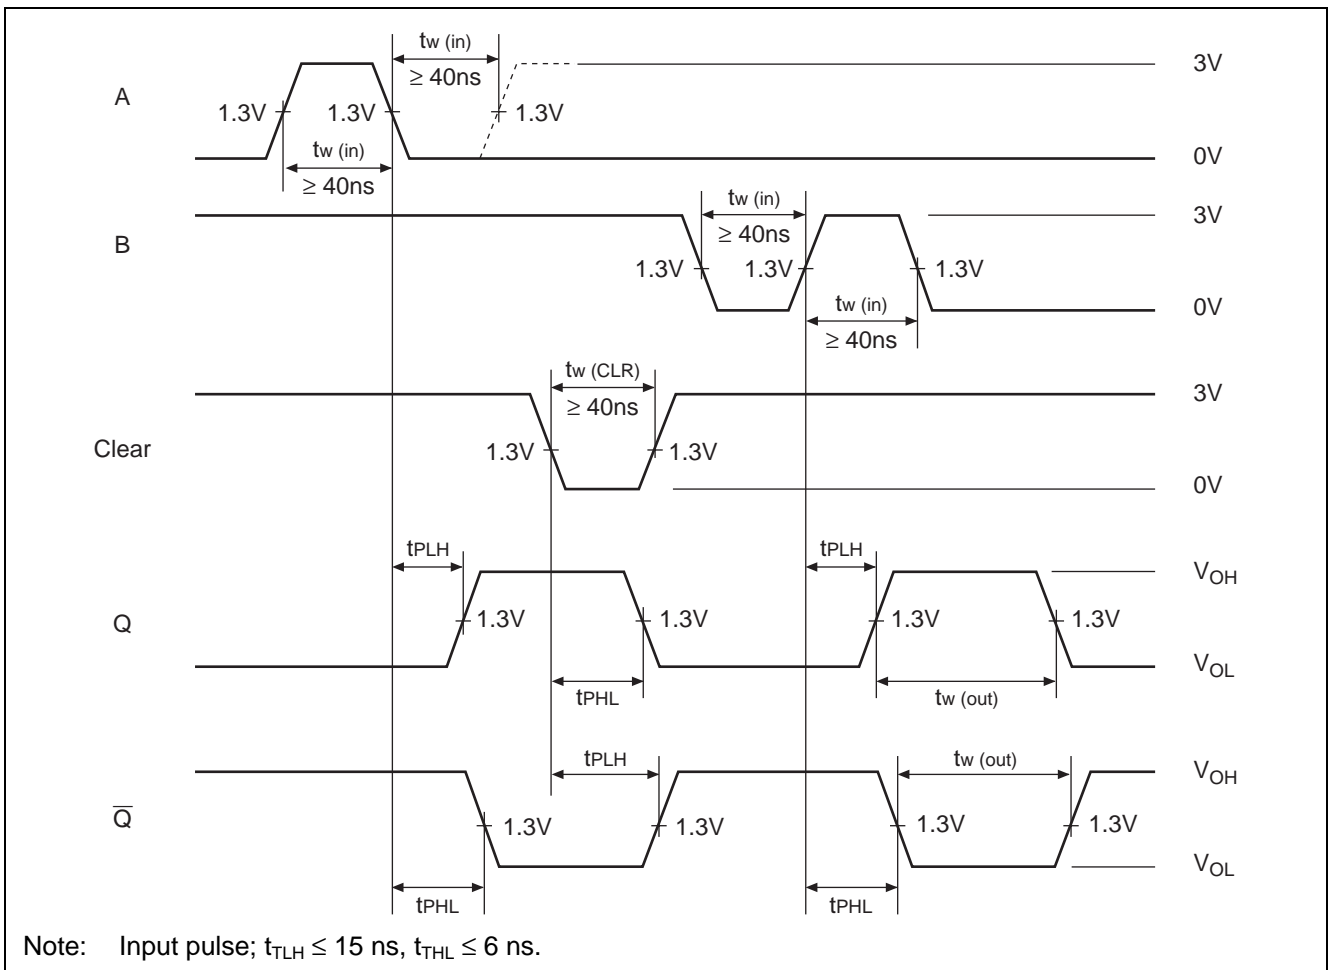 tw (in)
≥ 40ns
3V
A
1.3V
1.3V
1.3V
tw (in)
≥ 40ns
0V
tw (in)
≥ 40ns
3V
B
1.3V
1.3V
1.3V
tw (in)
≥ 40ns
0V
tw (CLR)
≥ 40ns
3V
Clear
1.3V
1.3V
0V
tPLH
tPLH
VOH
Q
1.3V
1.3V
1.3V
1.3V
VOL
tPHL
tw (out)
tPLH
tw (out)
VOH
Q̅
1.3V
1.3V
1.3V
1.3V
VOL
tPHL
tPHL
Note: Input pulse; tTLH ≤ 15 ns, tTHL ≤ 6 ns.